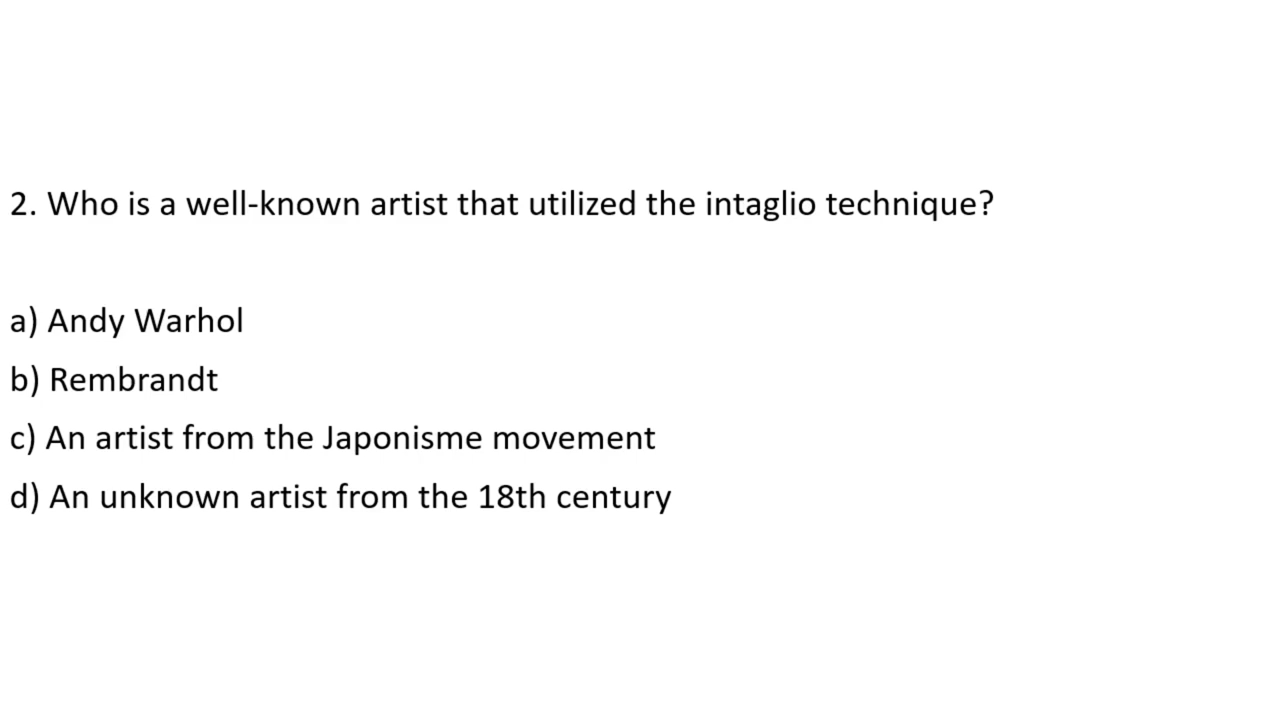 2. Who is a well-known artist that utilized the intaglio technique?
a) Andy Warhol
b) Rembrandt
c) An artist from the Japonisme movement
d) An unknown artist from the 18th century